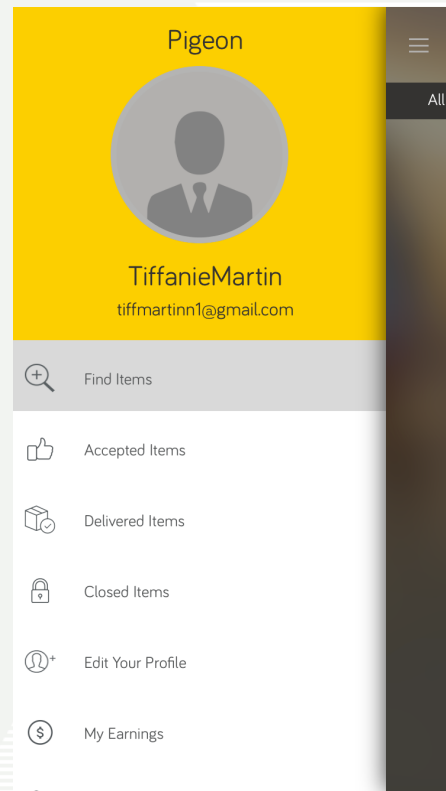 Pigeon
All
TiffanieMartin
tiffmartinn1@gmail.com
Find Items
Accepted Items
Delivered Items
Closed Items
Edit Your Profile
My Earnings